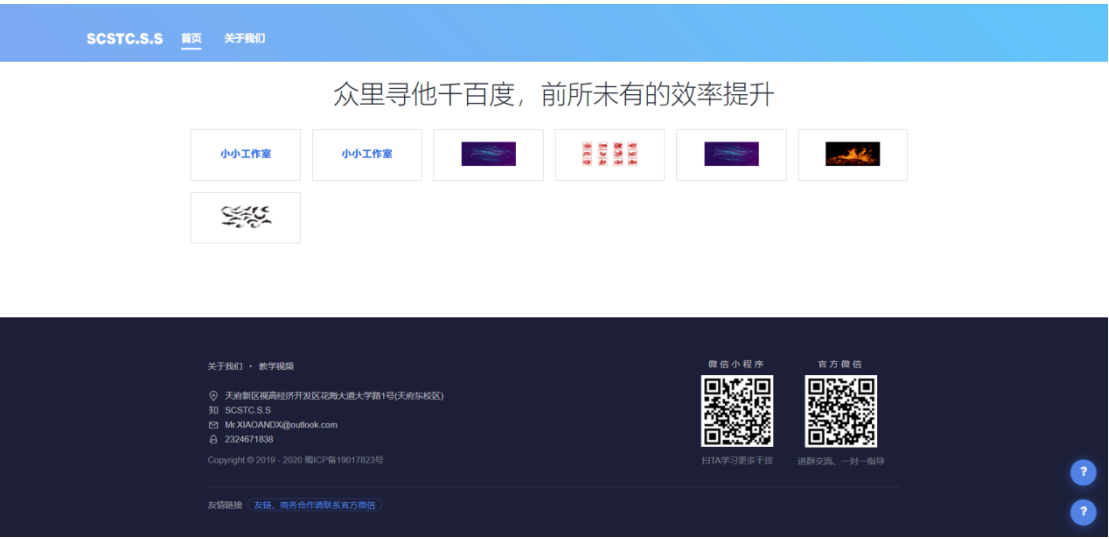 SCSTC.S.S 首页 关于我们
众里寻他千百度，前所未有的效率提升
小小工作室 小小工作室
关于我们 · 教学视频
天府新区视高经济开发区花海大道大学路1号(天府东校区)
知 SCSTC.S.S
Mr.XIAOANDX@outlook.com
2324671838
Copyright © 2019 - 2020 蜀ICP备19017823号
微信小程序 官方微信
扫TA学习更多干货 进群交流、一对一指导
?
?
友情链接 友链、商务合作请联系官方微信